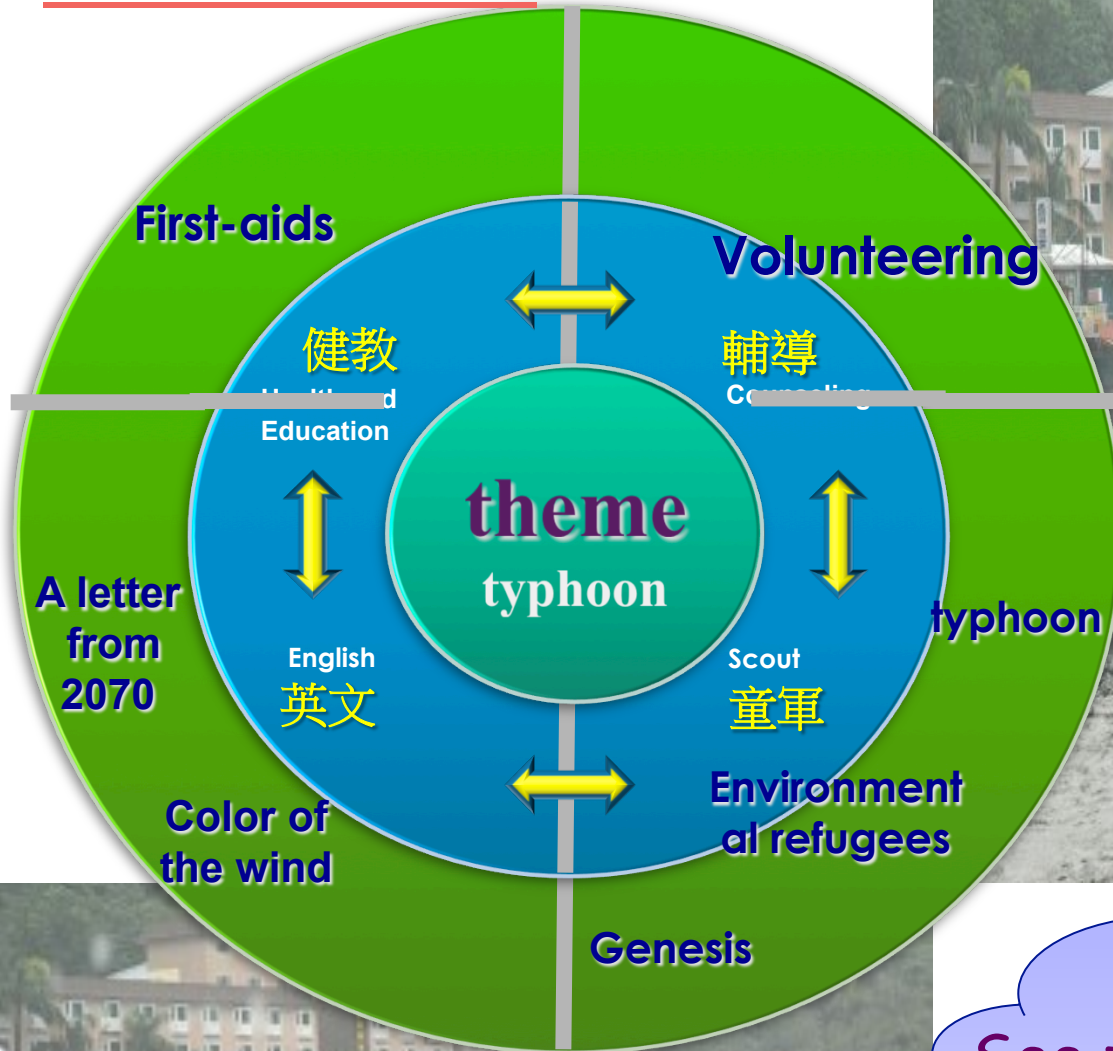 First-aids
Volunteering
健教
Education
輔導
Counseling
theme
typhoon
A letter
from
2070
English
英文
Scout
童軍
typhoon
Color of
the wind
Environment
al refugees
Genesis